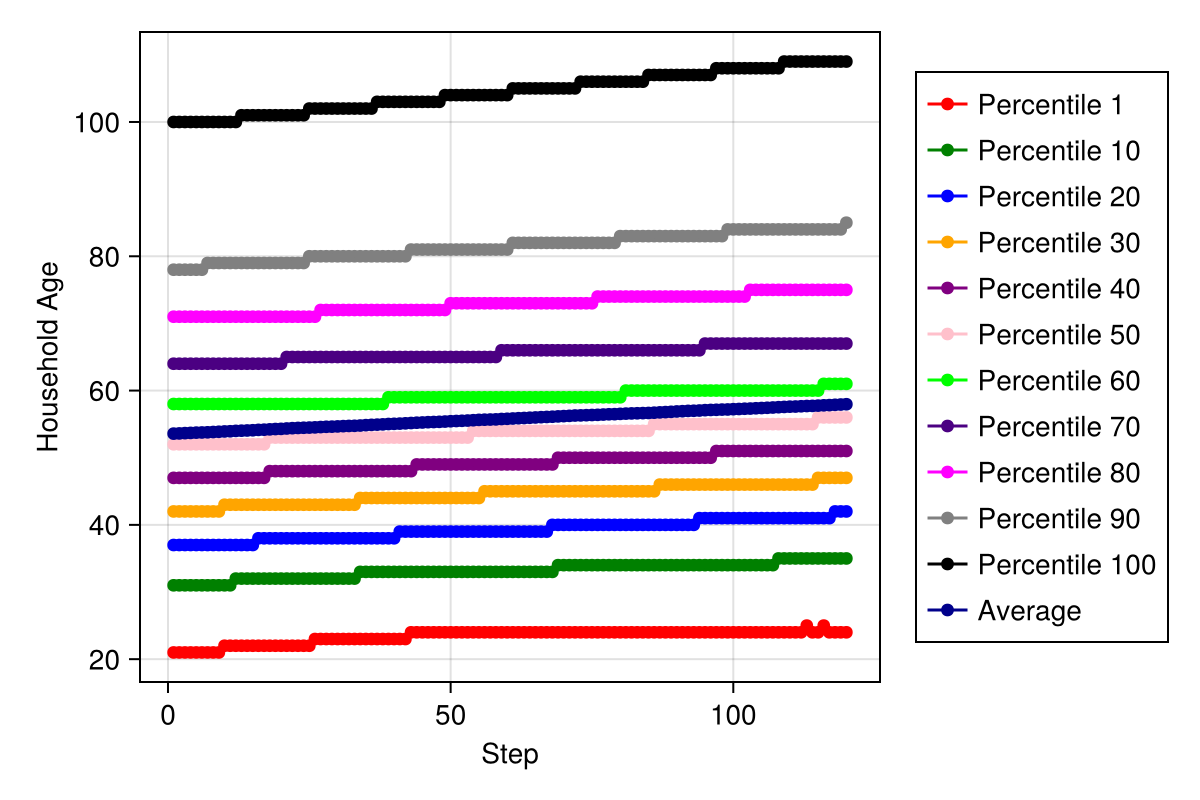 100
80
60
40
20
Household Age
0 50 100
Step
Percentile 1
Percentile 10
Percentile 20
Percentile 30
Percentile 40
Percentile 50
Percentile 60
Percentile 70
Percentile 80
Percentile 90
Percentile 100
Average